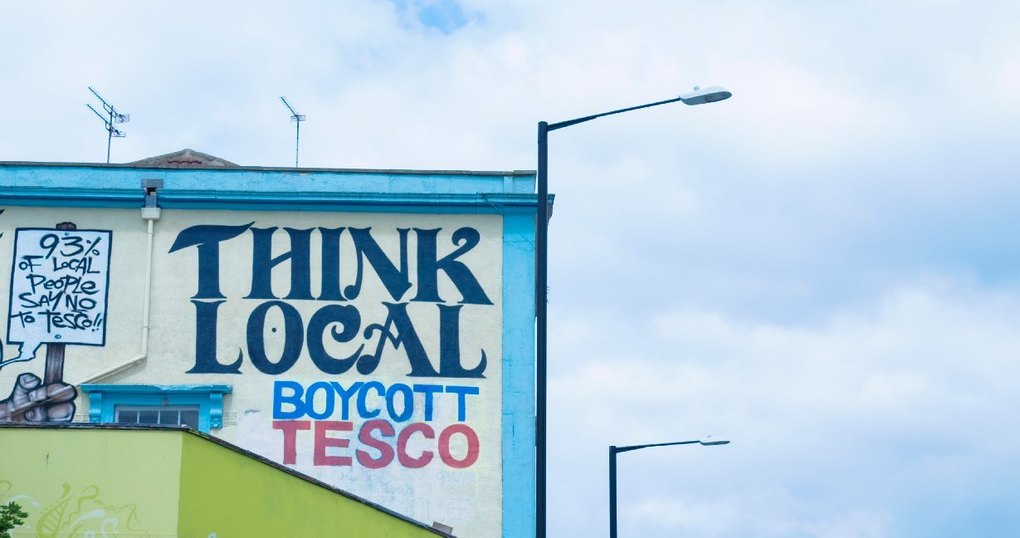 93%
OF LOCAL
PEOPLE
SAY NO
TO TESCO!!
THINK
LOCAL
BOYCOTT
TESCO